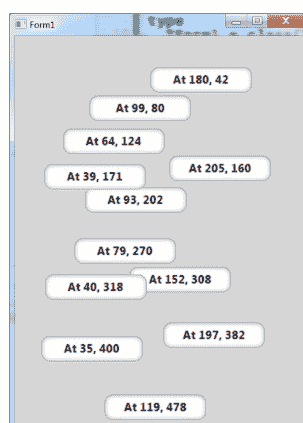 type
Form1
At 180, 42
At 99, 80
At 64, 124
At 205, 160
At 39, 171
At 93, 202
At 79, 270
At 152, 308
At 40, 318
At 197, 382
At 35, 400
At 119, 478